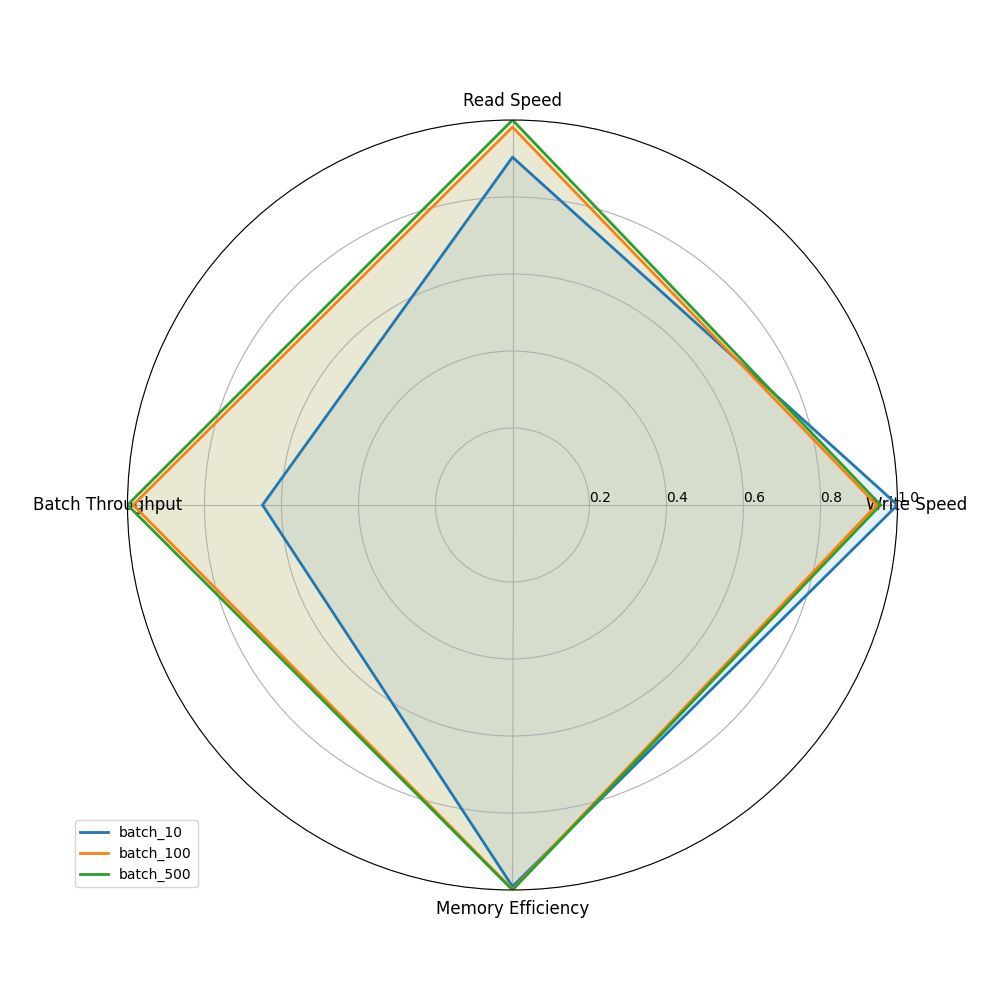 Read Speed
Batch Throughput
0.2
0.4
0.6
0.8
1.0
Write Speed
batch_10
batch_100
batch_500
Memory Efficiency